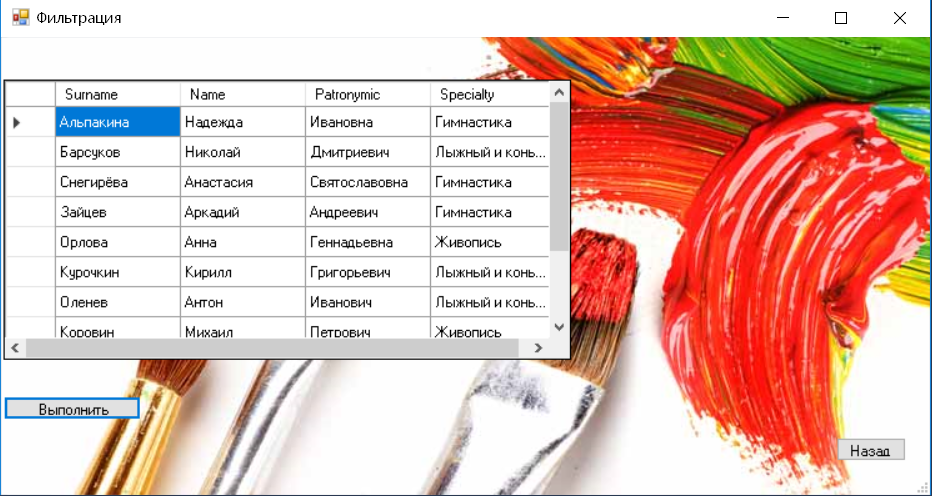 Фильтрация
Surname Name Patronymic Specialty
Альпакина Надежда Ивановна Гимнастика
Барсуков Николай Дмитриевич Лыжный и конь...
Снегирёва Анастасия Святославовна Гимнастика
Зайцев Аркадий Андреевич Гимнастика
Орлова Анна Геннадьевна Живопись
Курочкин Кирилл Григорьевич Лыжный и конь...
Оленев Антон Иванович Лыжный и конь...
Коровин Михаил Петрович Живопись
Выполнить
Назад